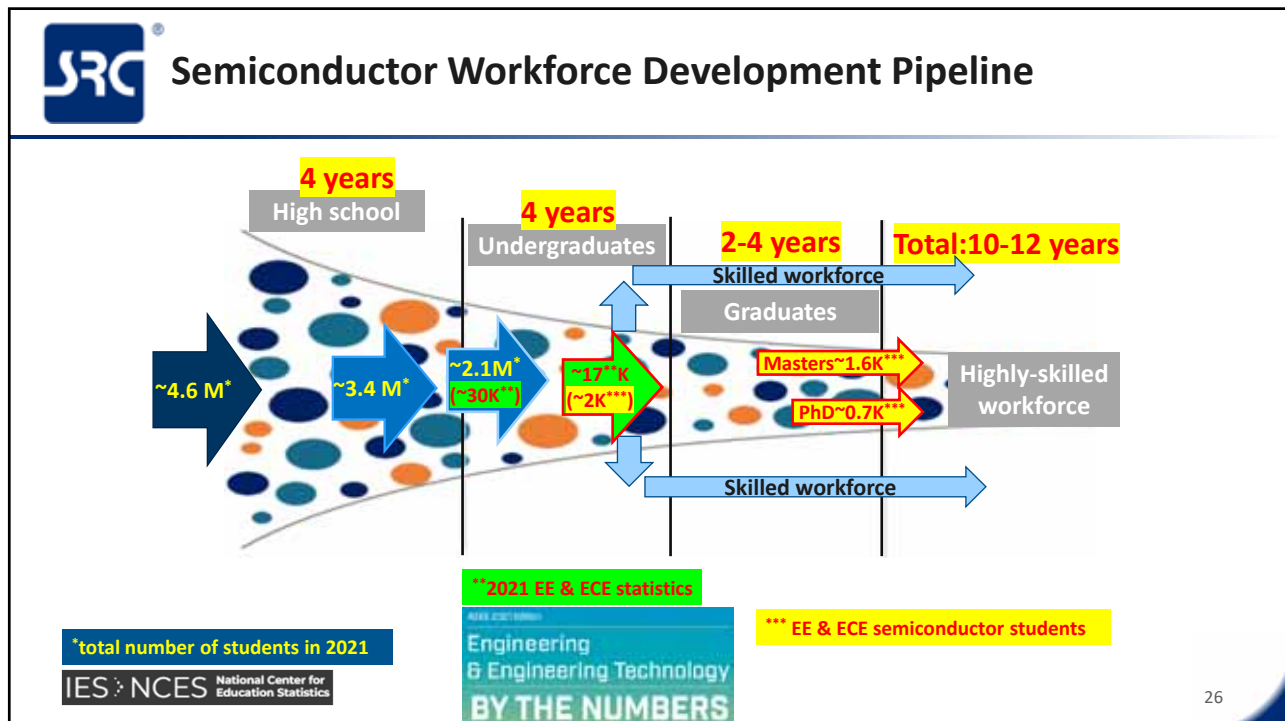 SRC
®
Semiconductor Workforce Development Pipeline
4 years
High school
4 years
Undergraduates
2-4 years
Total:10-12 years
Skilled workforce
Graduates
~4.6 M*
~3.4 M*
~2.1M*
(~30K**)
~17**K
(~2K***)
Masters~1.6K***
PhD~0.7K***
Highly-skilled
workforce
Skilled workforce
**2021 EE & ECE statistics
Engineering
& Engineering Technology
BY THE NUMBERS
*** EE & ECE semiconductor students
*total number of students in 2021
IES NCES National Center for
Education Statistics
26